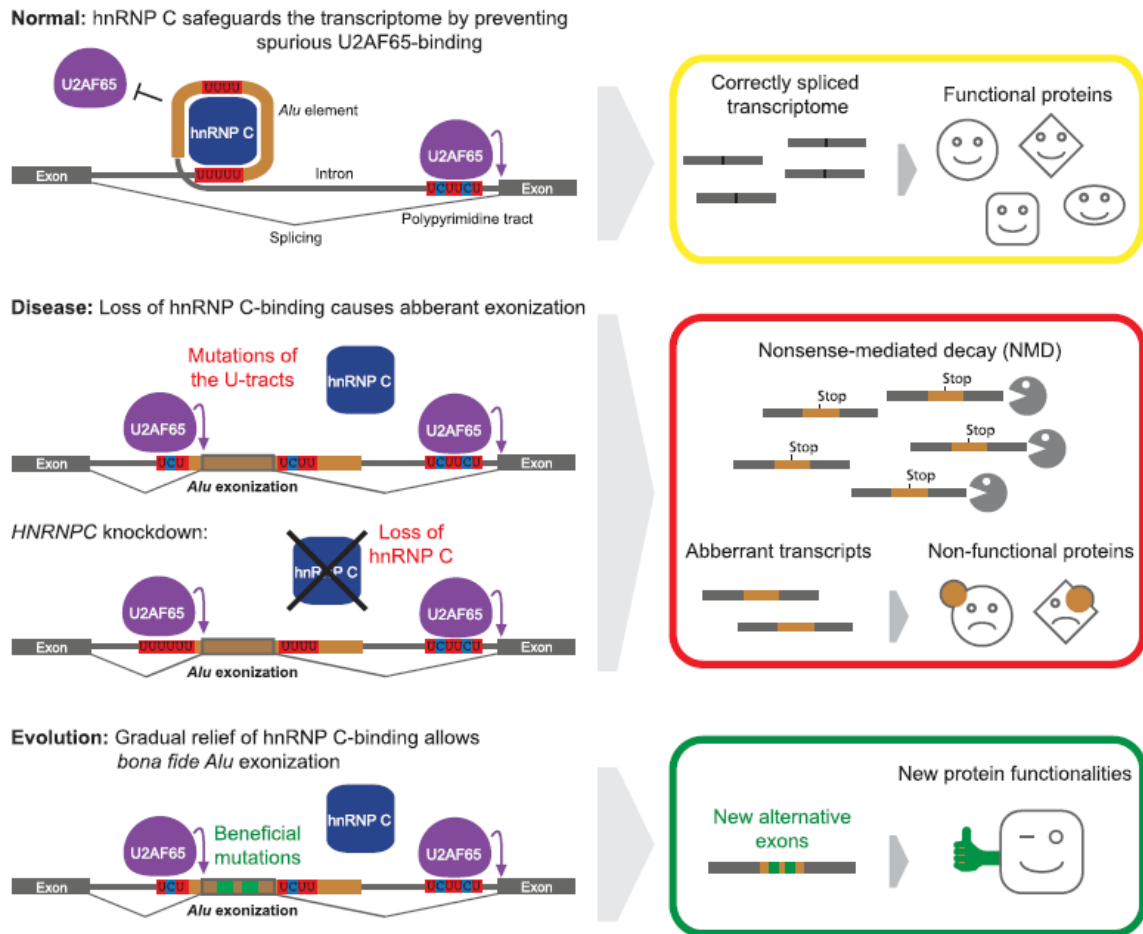 Normal: hnRNP C safeguards the transcriptome by preventing
spurious U2AF65-binding
U2AF65
UUUU
Alu element
hnRNP C
U2AF65
UUUUU
Intron
Exon
UCUUCU
Exon
Polypyrimidine tract
Splicing
Correctly spliced
transcriptome
Functional proteins
Disease: Loss of hnRNP C-binding causes abberant exonization
Mutations of
the U-tracts
hnRNP C
U2AF65
U2AF65
Exon
UCU
UCUU
UCUUCU
Exon
Alu exonization
HNRNPC knockdown:
Loss of
hnRNP C
hnRNP C
U2AF65
U2AF65
Exon
UUUUUU
UUUU
UCUUCU
Exon
Alu exonization
Nonsense-mediated decay (NMD)
Stop
Stop
Stop
Stop
Stop
Abberrant transcripts
Non-functional proteins
Evolution: Gradual relief of hnRNP C-binding allows
bona fide Alu exonization
Beneficial
mutations
hnRNP C
U2AF65
U2AF65
Exon
UCU
UCUU
UCUUCU
Exon
Alu exonization
New protein functionalities
New alternative
exons